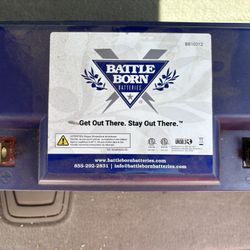 BB10012
BATTLE
BORN
BATTERIES
Get Out There. Stay Out There.™
www.battlebornbatteries.com
855-292-2831 | info@battlebornbatteries.com